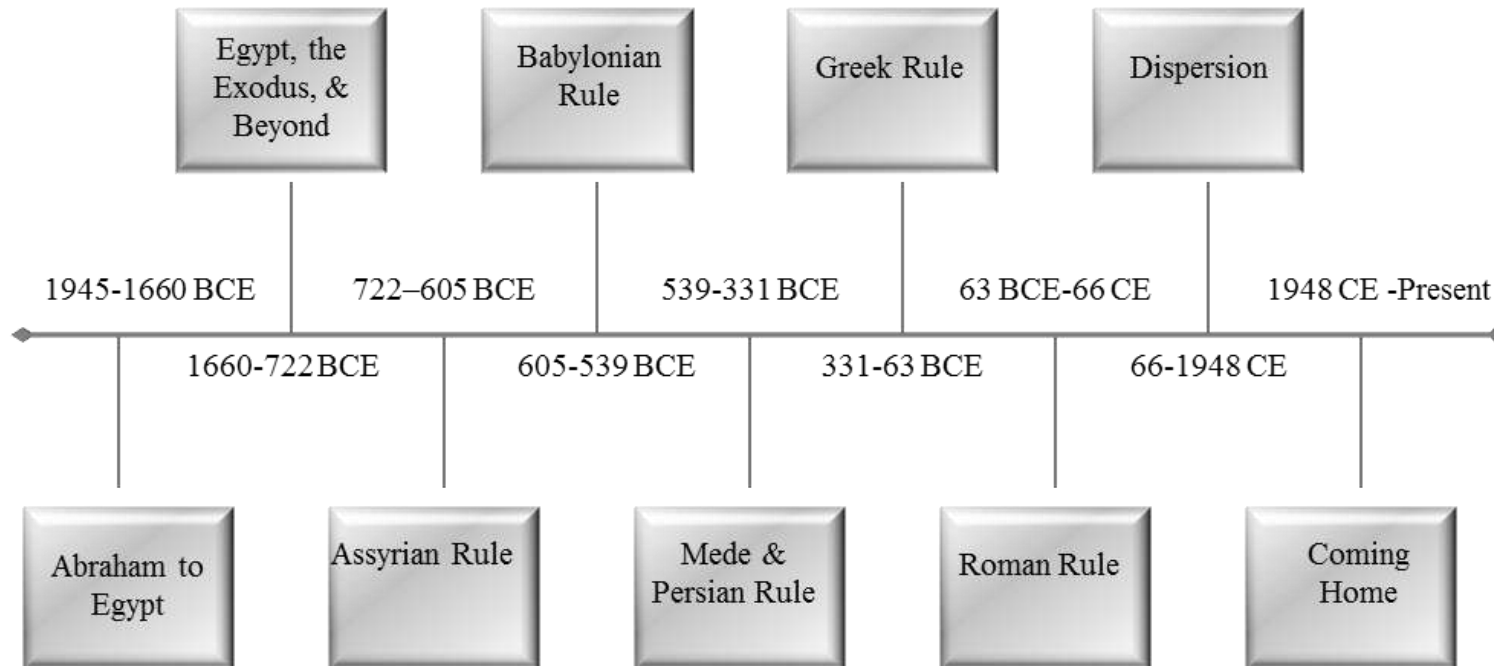 Egypt, the
Exodus, &
Beyond
Babylonian
Rule
Greek Rule
Dispersion
1945-1660 BCE
722–605 BCE
539-331 BCE
63 BCE-66 CE
1948 CE -Present
1660-722 BCE
605-539 BCE
331-63 BCE
66-1948 CE
Abraham to
Egypt
Assyrian Rule
Mede &
Persian Rule
Roman Rule
Coming
Home